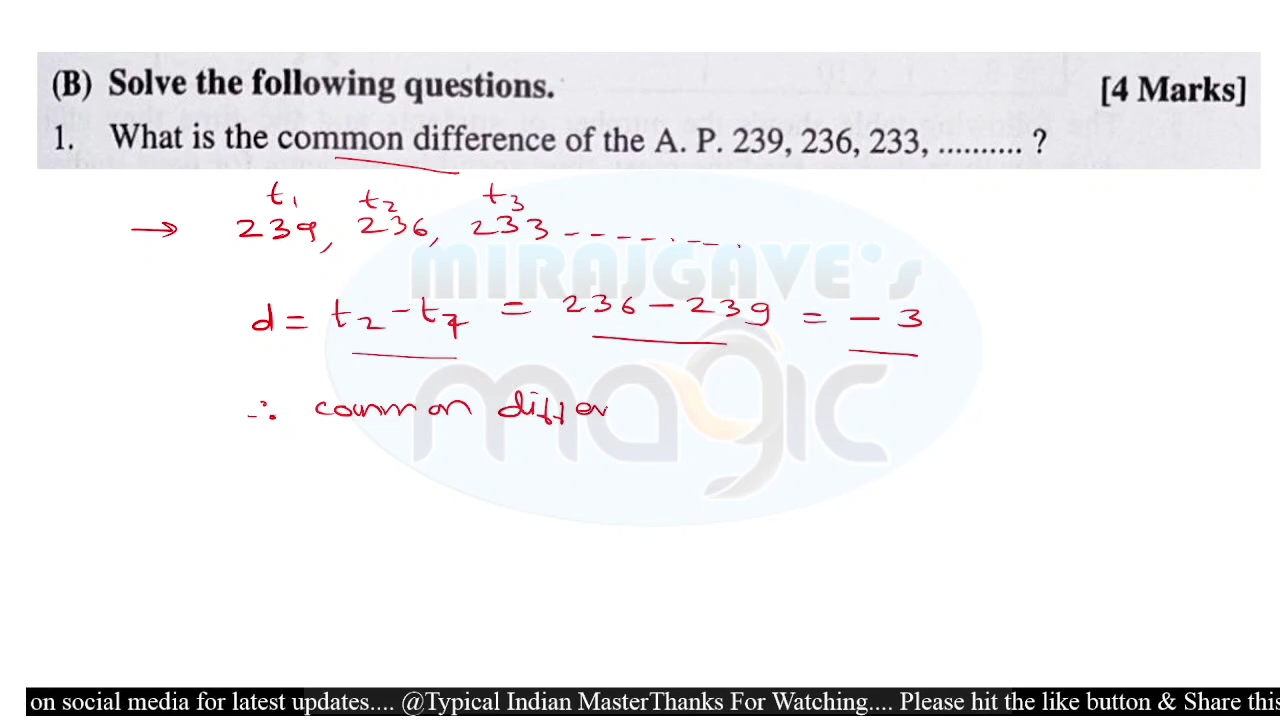 (B) Solve the following questions. [4 Marks]
1. What is the common difference of the A. P. 239, 236, 233, .......... ?
t₁ t₂ t₃
→ 239, 236, 233 - - - - - - - -
MIRAJGAVE's
d = t₂ - t₁ = 236 - 239 = - 3
magic
∴ common differ
on social media for latest updates.... @Typical Indian MasterThanks For Watching.... Please hit the like button & Share this